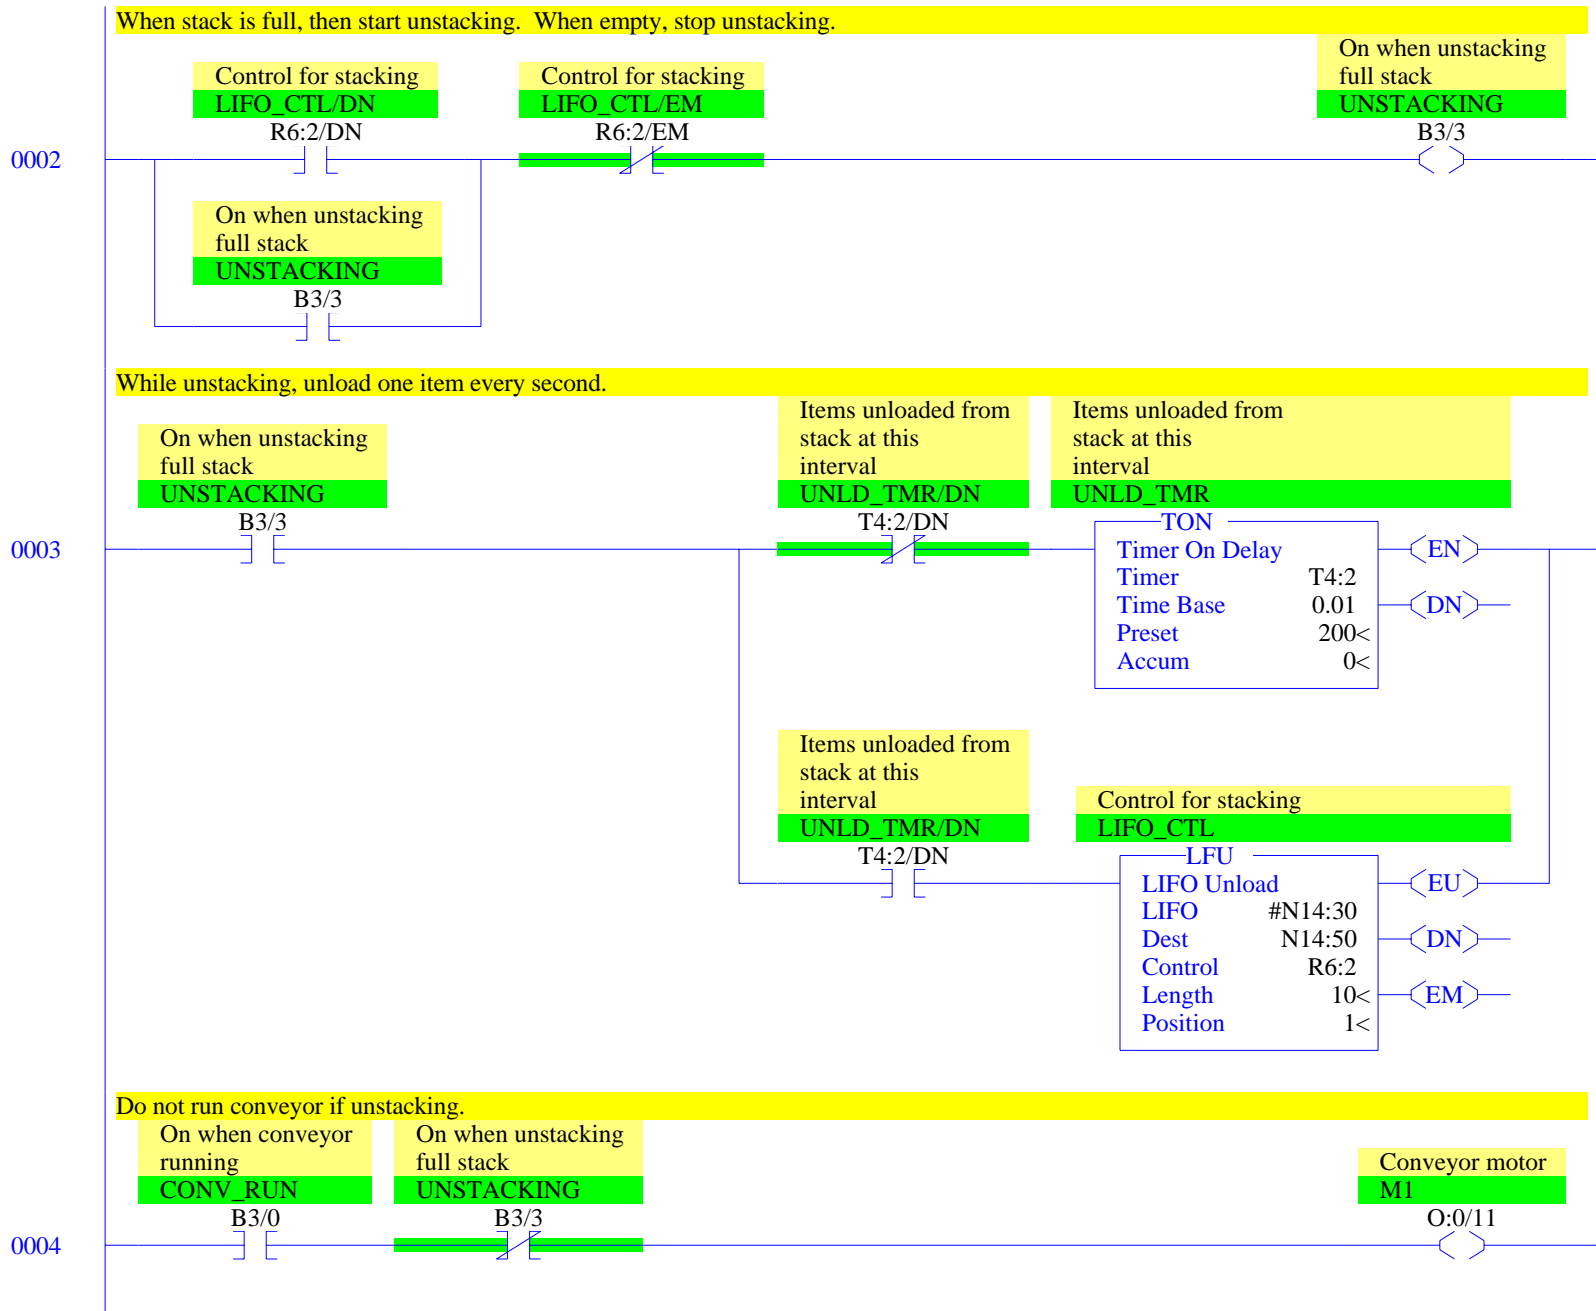 When stack is full, then start unstacking.  When empty, stop unstacking.
Control for stacking
LIFO_CTL/DN
R6:2/DN
Control for stacking
LIFO_CTL/EM
R6:2/EM
On when unstacking
full stack
UNSTACKING
B3/3
0002
On when unstacking
full stack
UNSTACKING
B3/3
While unstacking, unload one item every second.
On when unstacking
full stack
UNSTACKING
B3/3
Items unloaded from
stack at this
interval
UNLD_TMR/DN
T4:2/DN
Items unloaded from
stack at this
interval
UNLD_TMR
0003
TON
Timer On Delay
Timer T4:2
Time Base 0.01
Preset 200<
Accum 0<
EN
DN
Items unloaded from
stack at this
interval
UNLD_TMR/DN
T4:2/DN
Control for stacking
LIFO_CTL
LFU
LIFO Unload
LIFO #N14:30
Dest N14:50
Control R6:2
Length 10<
Position 1<
EU
DN
EM
Do not run conveyor if unstacking.
On when conveyor
running
CONV_RUN
B3/0
On when unstacking
full stack
UNSTACKING
B3/3
Conveyor motor
M1
O:0/11
0004